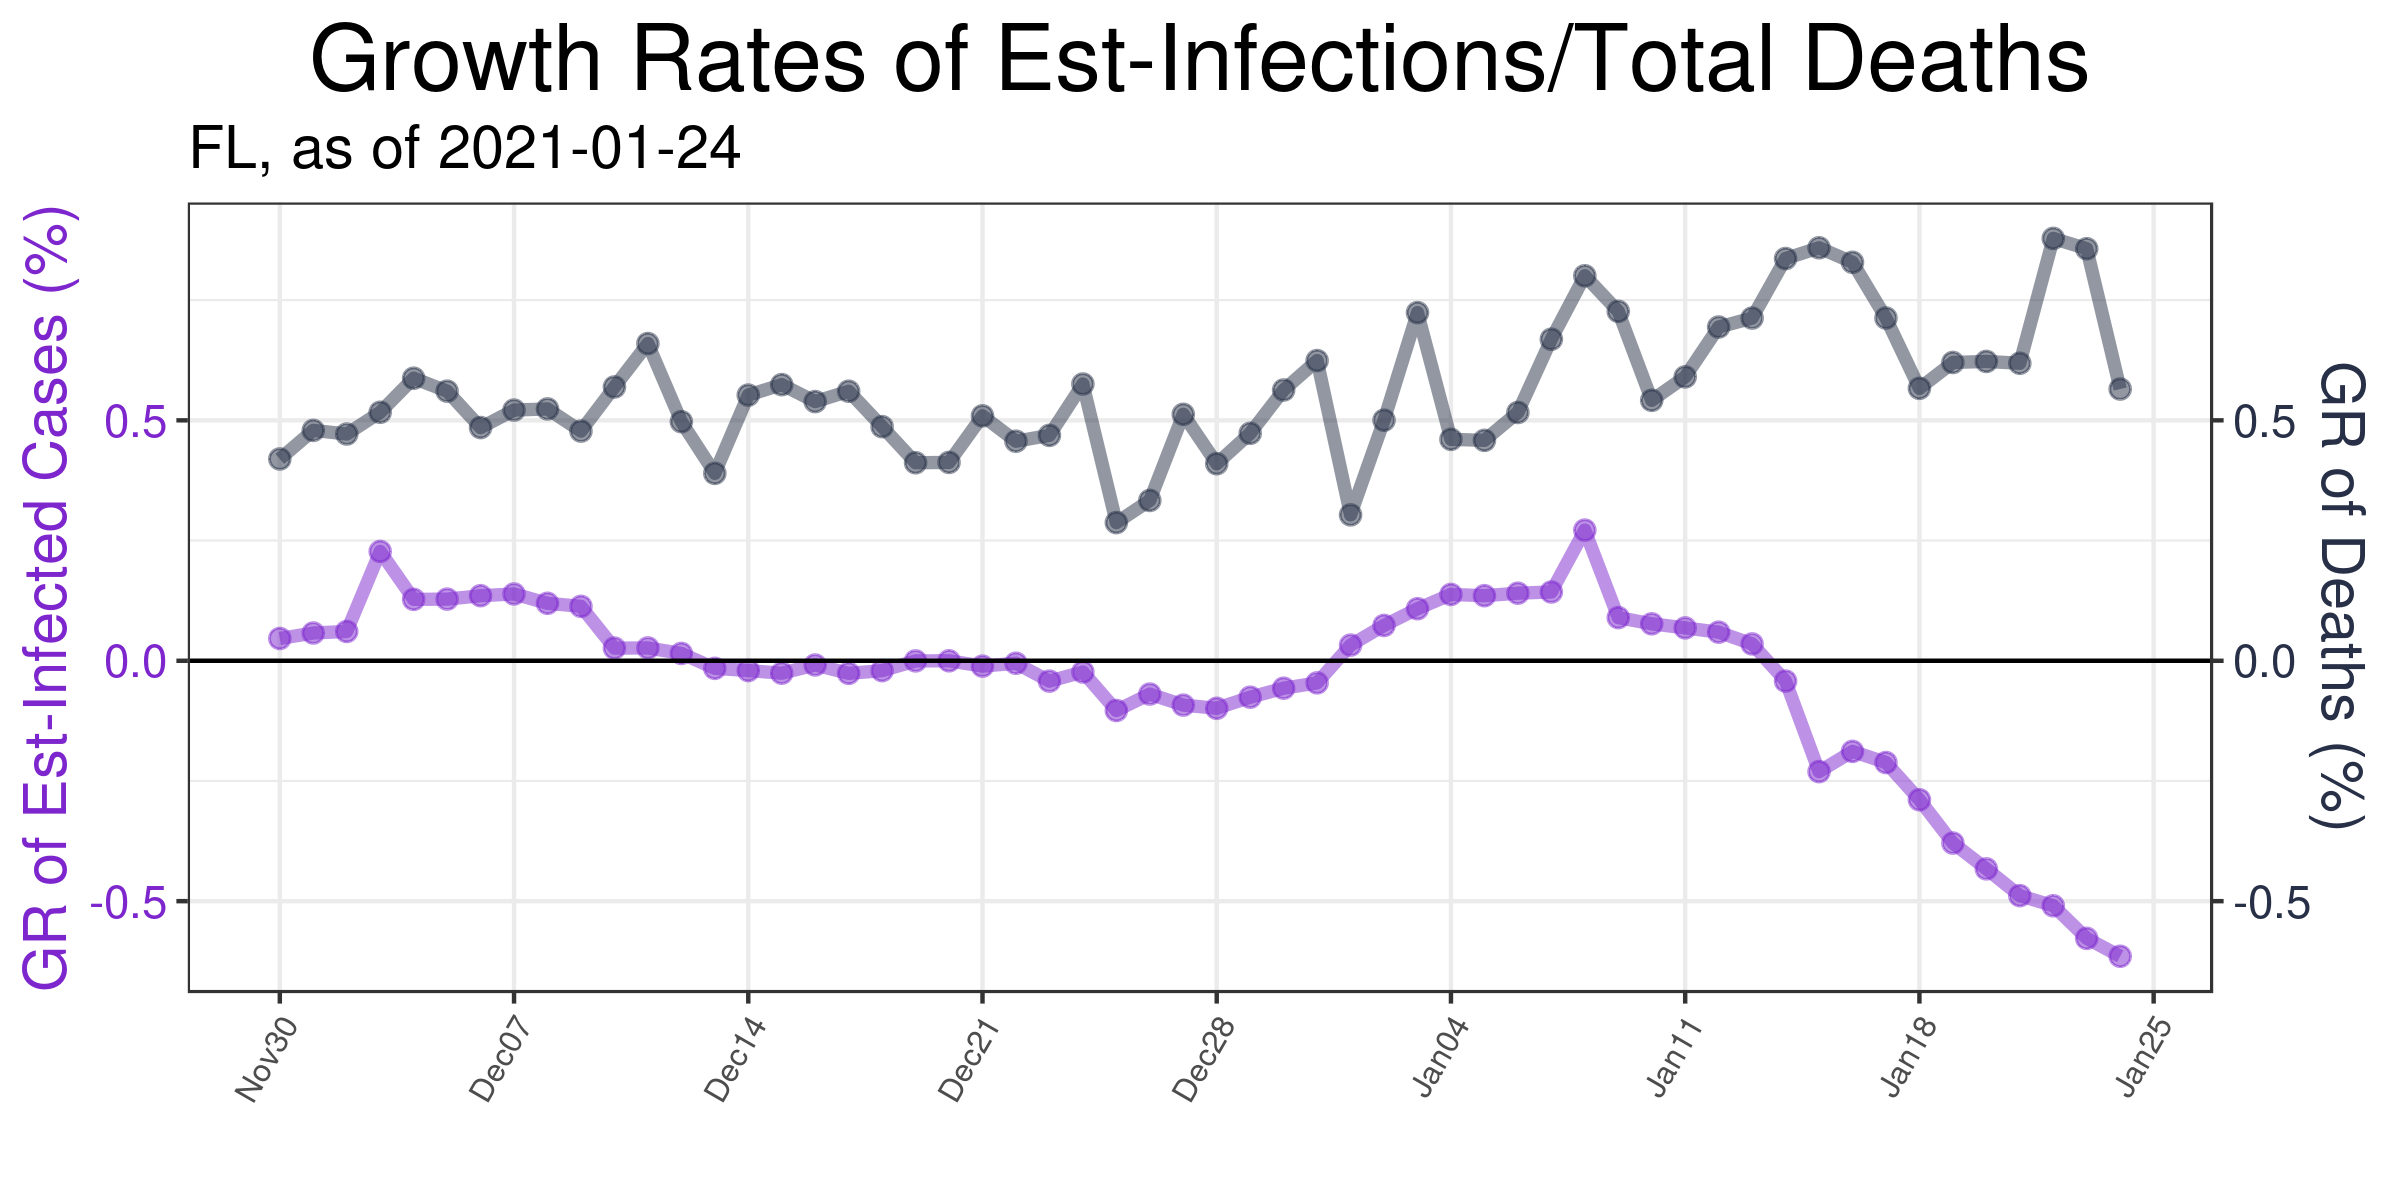 Growth Rates of Est-Infections/Total Deaths
FL, as of 2021-01-24
GR of Est-Infected Cases (%)
0.5
0.0
-0.5
0.5
0.0
-0.5
GR of Deaths (%)
Nov30
Dec07
Dec14
Dec21
Dec28
Jan04
Jan11
Jan18
Jan25